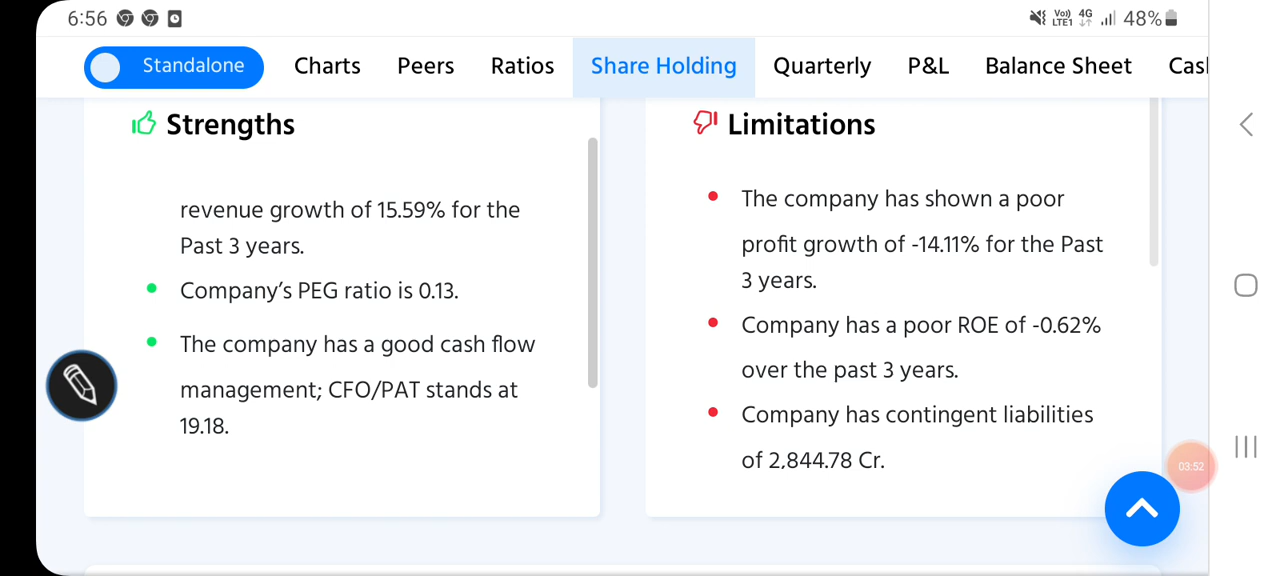 6:56
Vo)) 4G
LTE1
48%
Standalone Charts Peers Ratios Share Holding Quarterly P&L Balance Sheet Cas
Strengths
revenue growth of 15.59% for the
Past 3 years.
Company's PEG ratio is 0.13.
The company has a good cash flow
management; CFO/PAT stands at
19.18.
Limitations
The company has shown a poor
profit growth of -14.11% for the Past
3 years.
Company has a poor ROE of -0.62%
over the past 3 years.
Company has contingent liabilities
of 2,844.78 Cr.
03:52